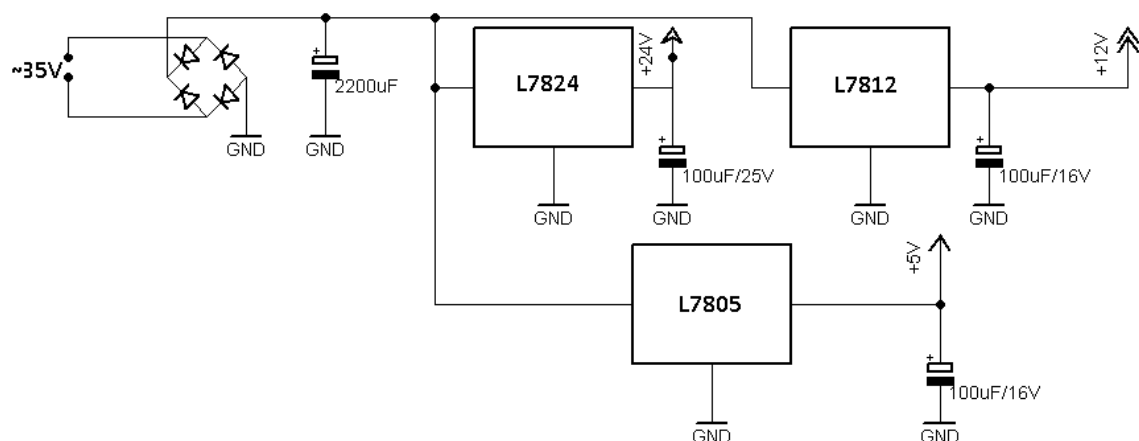 ~35V
GND
2200uF
GND
L7824
GND
+24V
100uF/25V
GND
L7812
GND
+12V
100uF/16V
GND
L7805
GND
+5V
100uF/16V
GND